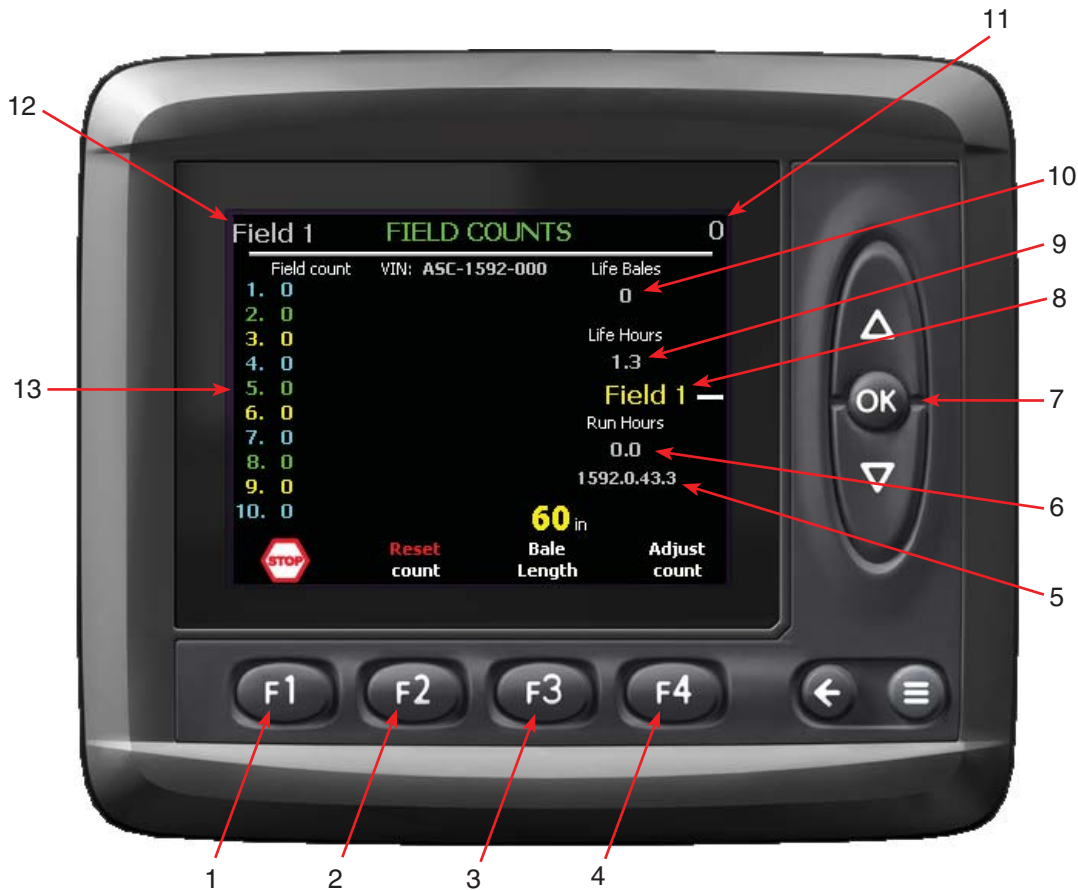 11
12
10
9
8
13
7
6
5
Field 1 FIELD COUNTS 0
Field count VIN: ASC-1592-000 Life Bales
1. 0 0
2. 0
3. 0 Life Hours
4. 0 1.3
5. 0 Field 1
6. 0 Run Hours
7. 0 0.0
8. 0 1592.0.43.3
9. 0
10. 0 60 in
STOP Reset Bale Adjust
count Length count
OK
F1 F2 F3 F4
1 2 3 4